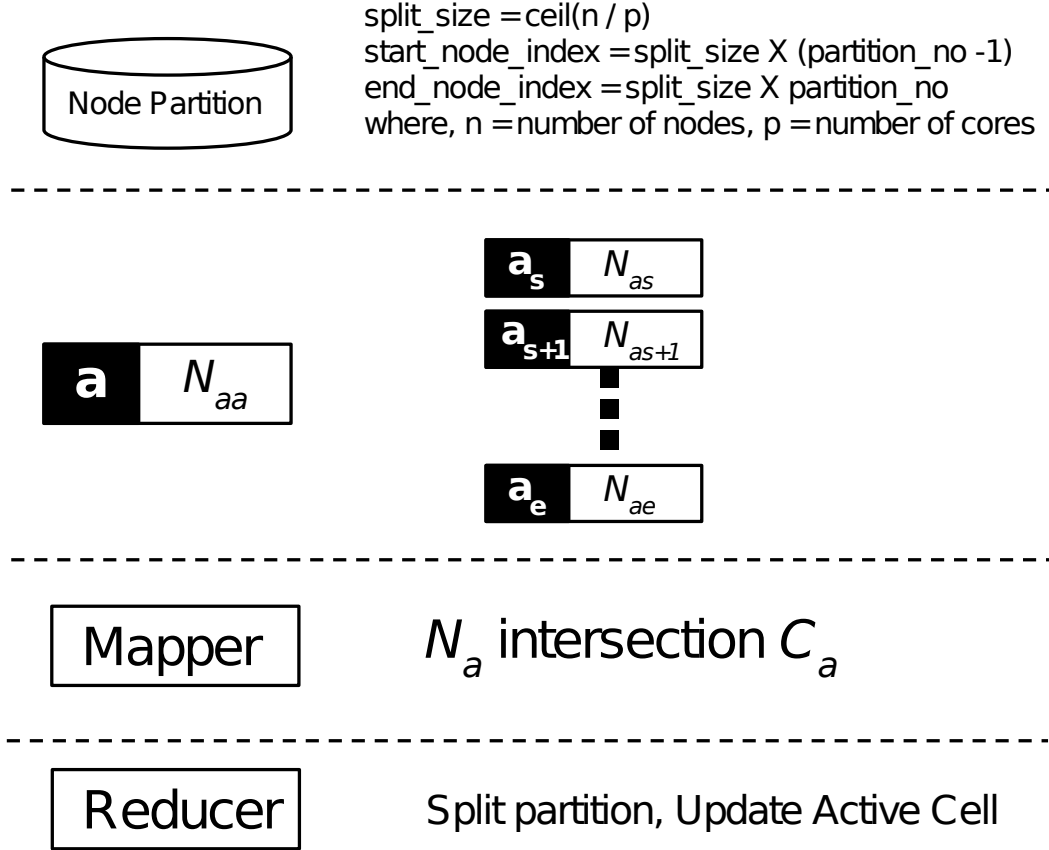 split_size = ceil(n / p)
start_node_index = split_size X (partition_no -1)
end_node_index = split_size X partition_no
where, n = number of nodes, p = number of cores
Node Partition
a_s N_as
a_s+1 N_as+1
a N_aa
a_e N_ae
Mapper N_a intersection C_a
Reducer Split partition, Update Active Cell